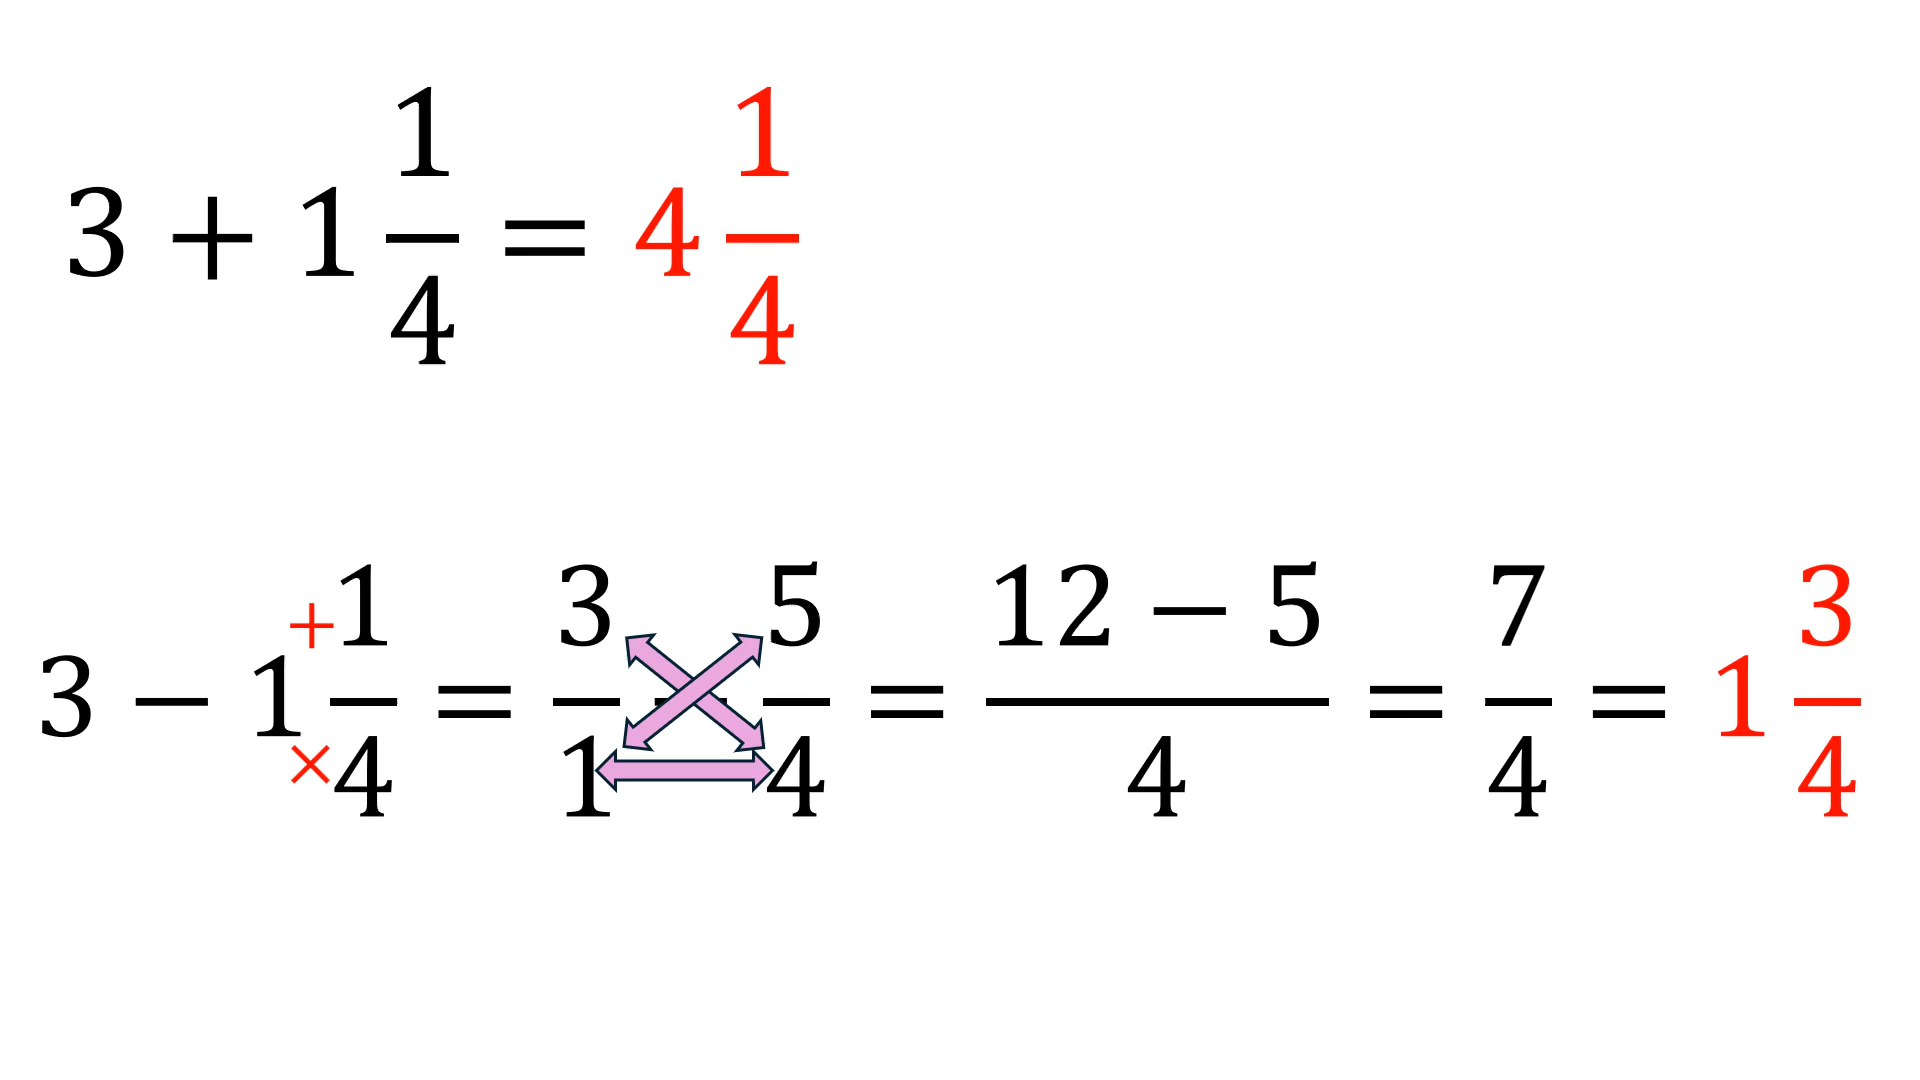 3 + 1 1/4 = 4 1/4
3 − 1 + × 1/4 = 3/1 − 5/4 = 12 − 5/4 = 7/4 = 1 3/4